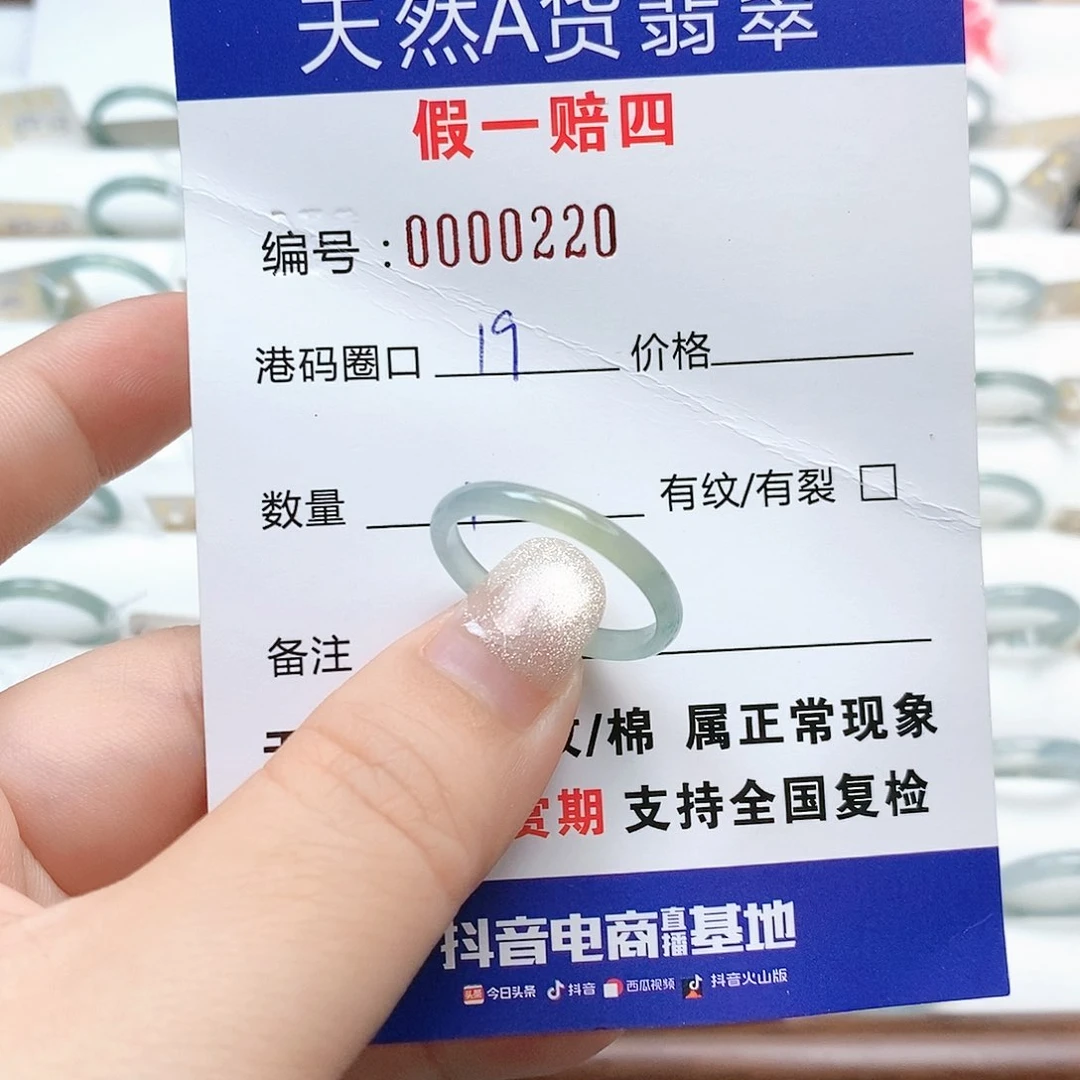 天然A货翡翠
假一赔四
编号：0000220
港码圈口 19 价格
数量 有纹/有裂 □
备注
纹/棉 属正常现象
赏期 支持全国复检
抖音电商直播基地
头条 今日头条 抖音 西瓜视频 抖音火山版